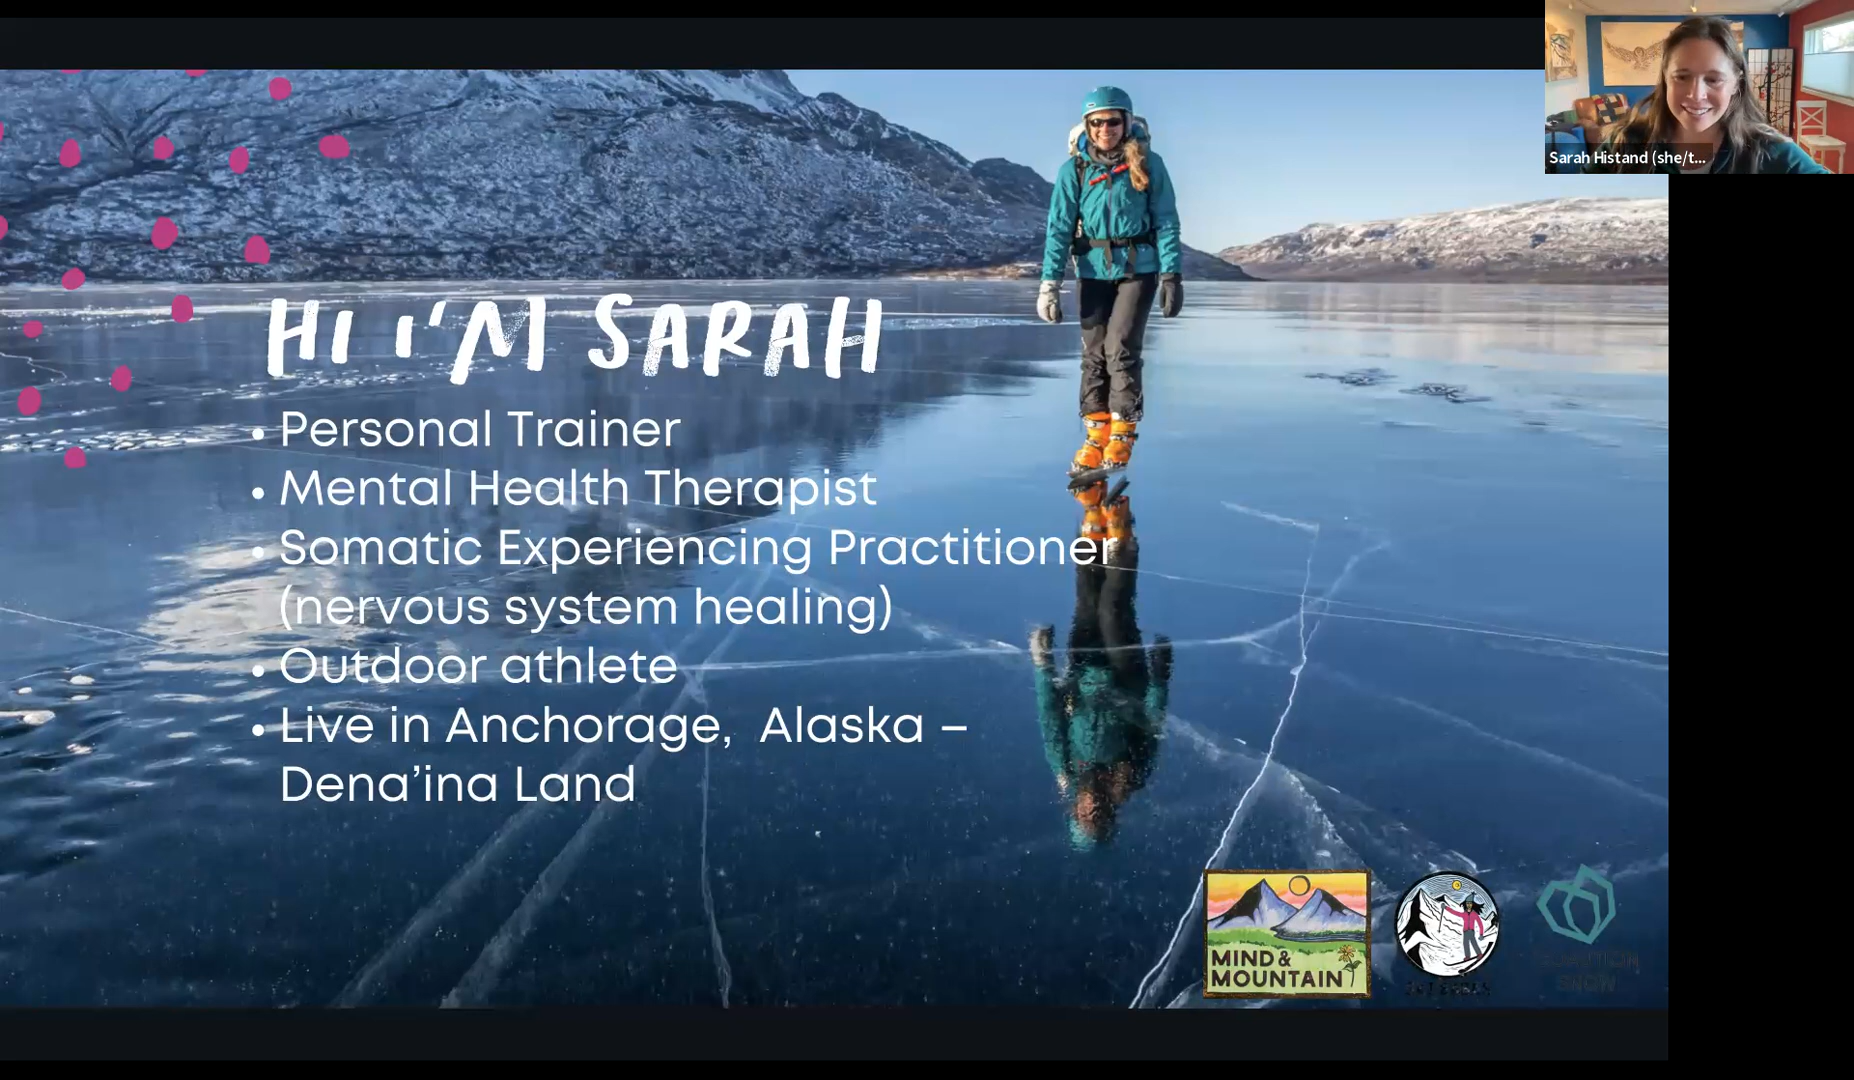 Sarah Histand (she/t...
HI I'M SARAH
• Personal Trainer
• Mental Health Therapist
• Somatic Experiencing Practitioner
(nervous system healing)
• Outdoor athlete
• Live in Anchorage, Alaska –
Dena’ina Land
MIND &
MOUNTAIN
SNOW